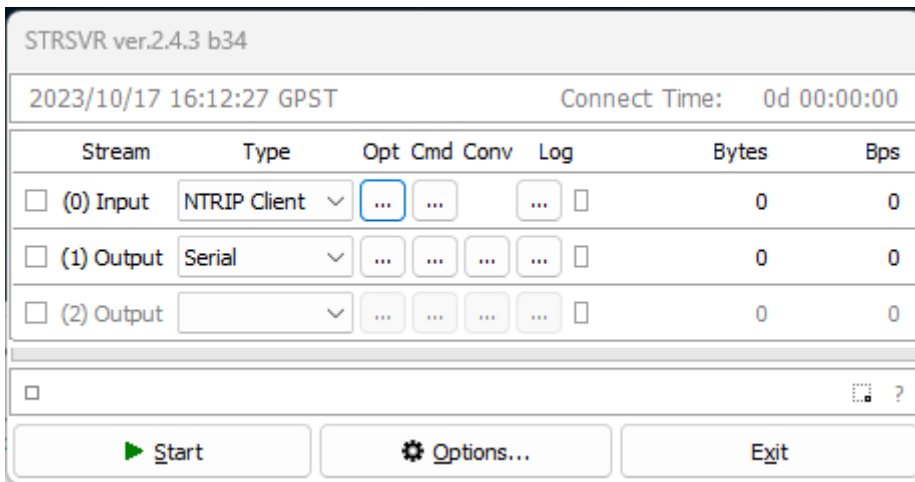 STRSVR ver.2.4.3 b34
2023/10/17 16:12:27 GPST Connect Time: 0d 00:00:00
Stream Type Opt Cmd Conv Log Bytes Bps
(0) Input NTRIP Client ... ... ... 0 0
(1) Output Serial ... ... ... ... 0 0
(2) Output ... ... ... ... 0 0
?
Start Options... Exit